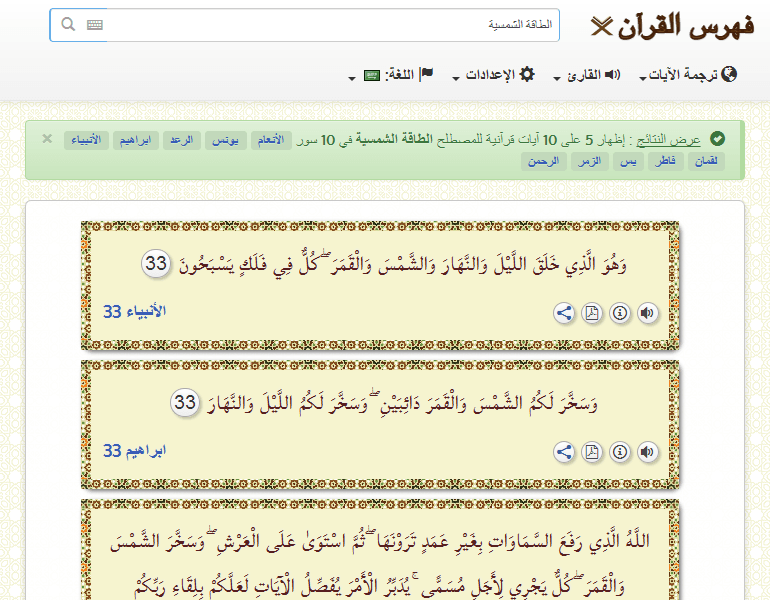 فهرس القرآن
الطاقة الشمسية
ترجمة الآيات القارئ الإعدادات اللغة:
عرض النتائج : إظهار 5 على 10 آيات قرآنية للمصطلح الطاقة الشمسية في 10 سور الأنعام يونس الرعد ابراهيم الأنبياء ×
لقمان فاطر يس الزمر الرحمن
وَهُوَ الَّذِي خَلَقَ اللَّيْلَ وَالنَّهَارَ وَالشَّمْسَ وَالْقَمَرَ ۖ كُلٌّ فِي فَلَكٍ يَسْبَحُونَ 33
الأنبياء 33
وَسَخَّرَ لَكُمُ الشَّمْسَ وَالْقَمَرَ دَائِبَيْنِ ۖ وَسَخَّرَ لَكُمُ اللَّيْلَ وَالنَّهَارَ 33
ابراهيم 33
اللَّهُ الَّذِي رَفَعَ السَّمَاوَاتِ بِغَيْرِ عَمَدٍ تَرَوْنَهَا ۖ ثُمَّ اسْتَوَىٰ عَلَى الْعَرْشِ ۖ وَسَخَّرَ الشَّمْسَ
وَالْقَمَرَ ۖ كُلٌّ يَجْرِي لِأَجَلٍ مُسَمًّى ۚ يُدَبِّرُ الْأَمْرَ يُفَصِّلُ الْآيَاتِ لَعَلَّكُمْ بِلِقَاءِ رَبِّكُمْ